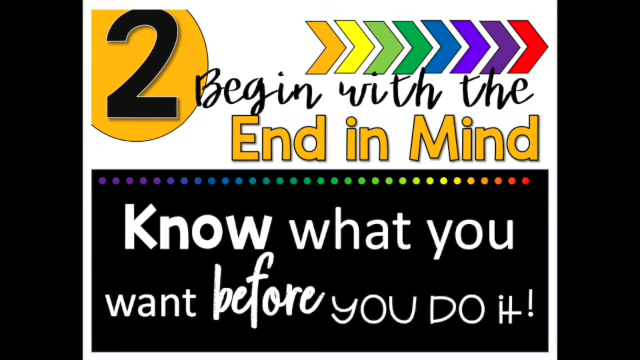 2
Begin with the
End in Mind
Know what you
want before YOU DO it!